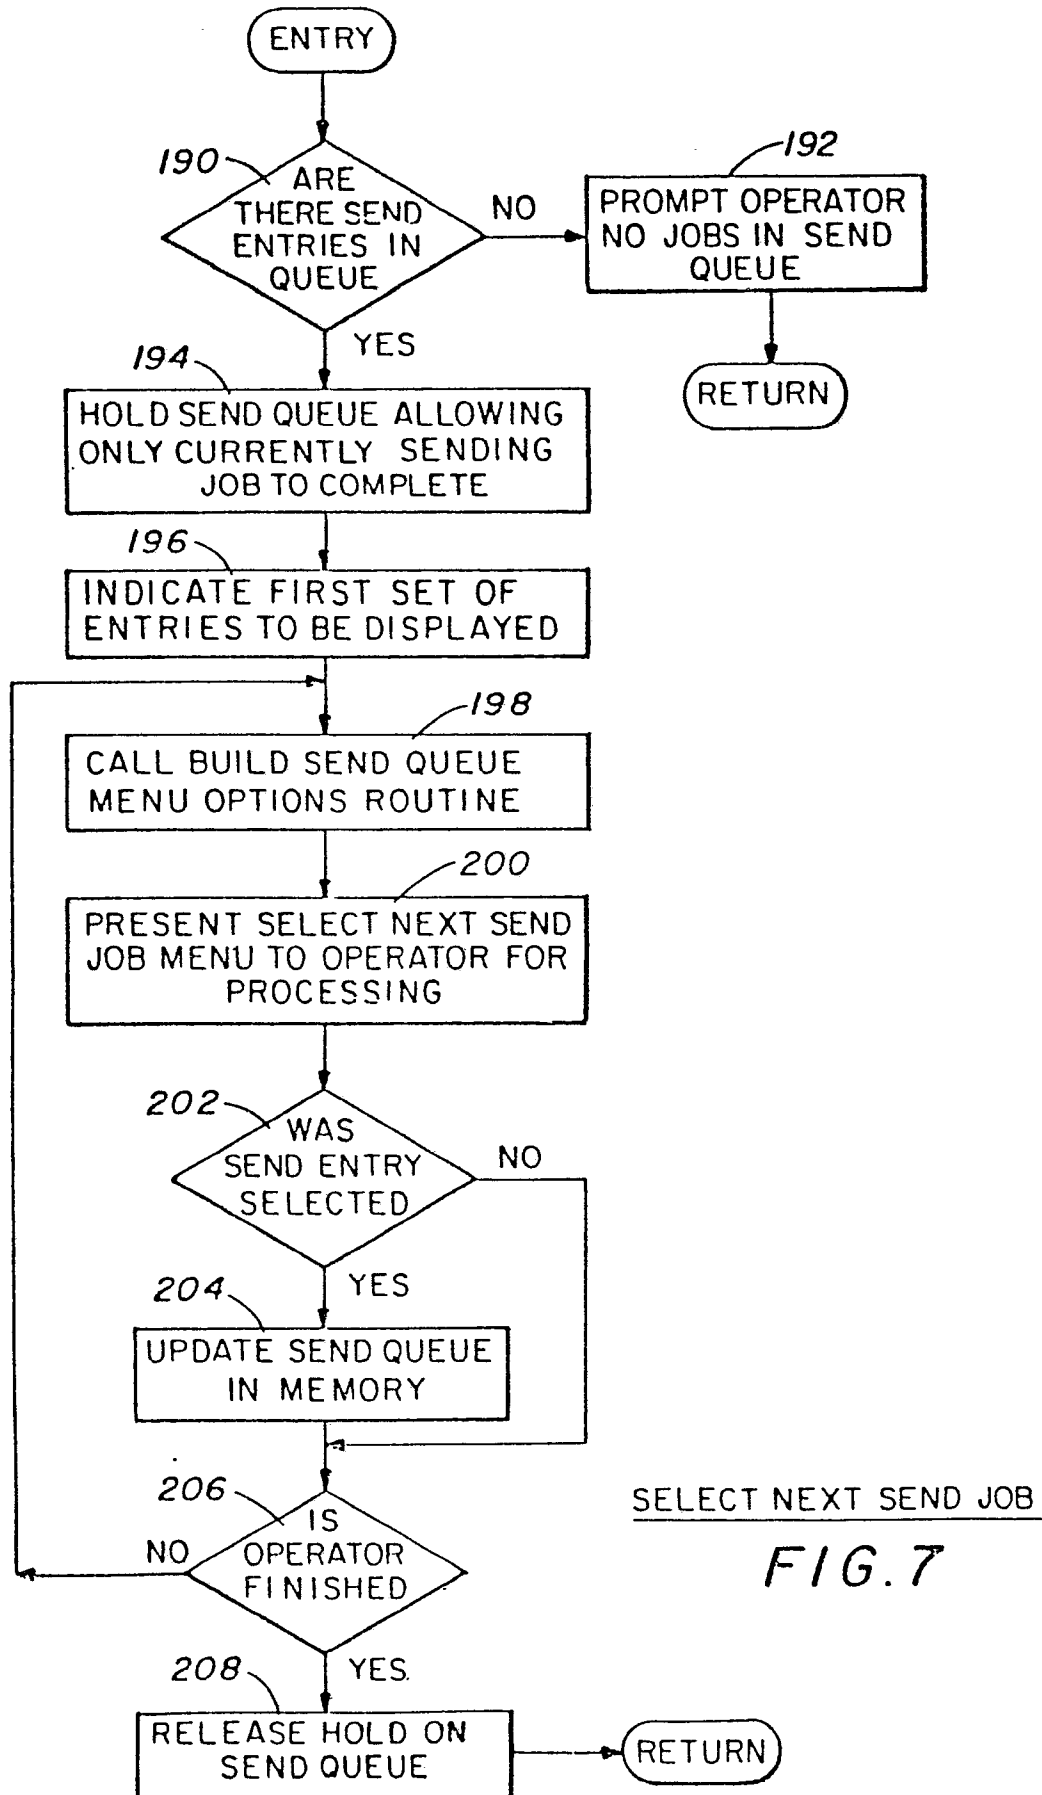 ENTRY
190
ARE
THERE SEND
ENTRIES IN
QUEUE
NO
192
PROMPT OPERATOR
NO JOBS IN SEND
QUEUE
RETURN
YES
194
HOLD SEND QUEUE ALLOWING
ONLY CURRENTLY SENDING
JOB TO COMPLETE
196
INDICATE FIRST SET OF
ENTRIES TO BE DISPLAYED
198
CALL BUILD SEND QUEUE
MENU OPTIONS ROUTINE
200
PRESENT SELECT NEXT SEND
JOB MENU TO OPERATOR FOR
PROCESSING
202
WAS
SEND ENTRY
SELECTED
NO
YES
204
UPDATE SEND QUEUE
IN MEMORY
206
IS
OPERATOR
FINISHED
NO
YES.
208
RELEASE HOLD ON
SEND QUEUE
RETURN
SELECT NEXT SEND JOB
FIG.7